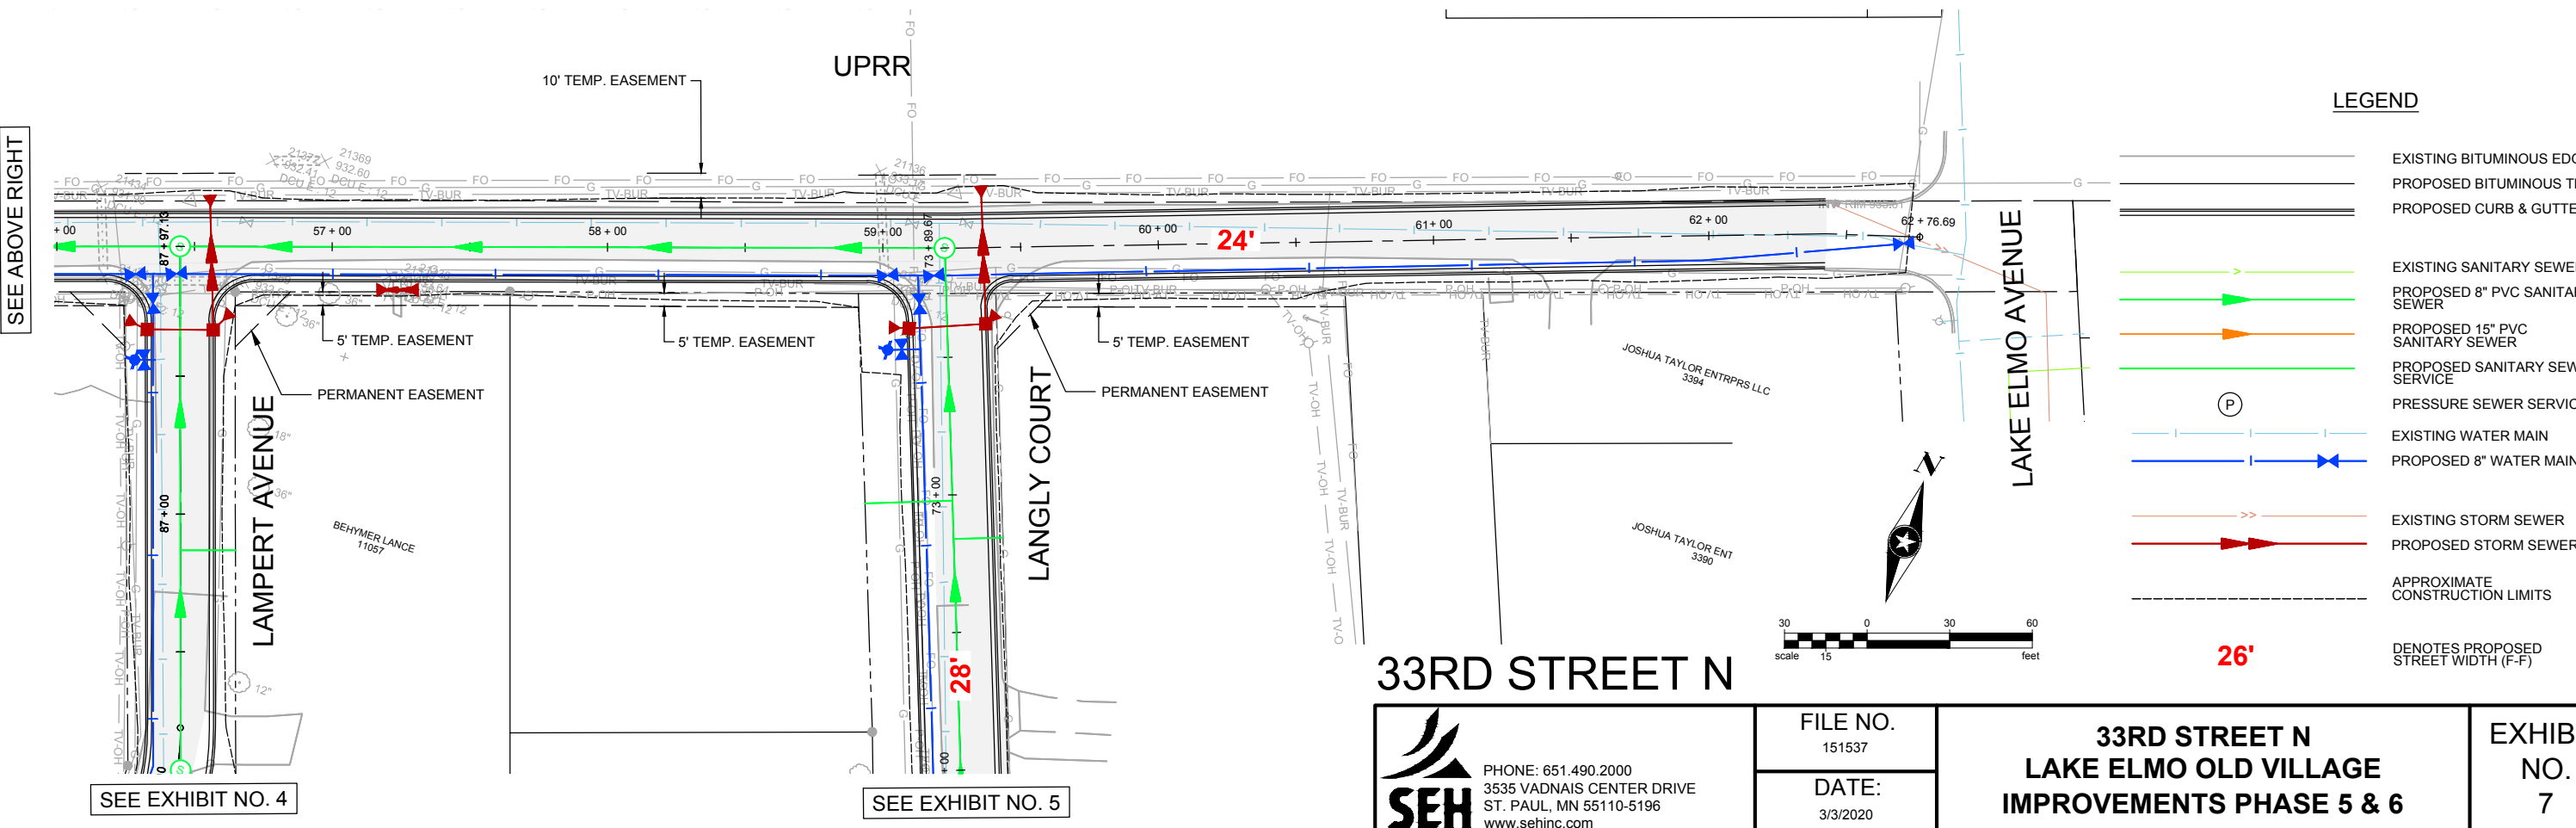 UPRR
10' TEMP. EASEMENT
SEE ABOVE RIGHT
57 + 00
58 + 00
59 + 00
60 + 00
61 + 00
62 + 00
62 + 76.69
24'
87 + 97.13
73 + 89.67
21372
932.41
21369
932.60
21136
5' TEMP. EASEMENT
5' TEMP. EASEMENT
5' TEMP. EASEMENT
PERMANENT EASEMENT
PERMANENT EASEMENT
LAMPERT AVENUE
87 + 00
BEHYMER LANCE
11057
LANGLY COURT
73 + 00
28'
JOSHUA TAYLOR ENTRPRS LLC
3394
JOSHUA TAYLOR ENT
3390
LAKE ELMO AVENUE
N
30 0 30 60
scale 15 feet
33RD STREET N
SEE EXHIBIT NO. 4
SEE EXHIBIT NO. 5
LEGEND
EXISTING BITUMINOUS EDG
PROPOSED BITUMINOUS T
PROPOSED CURB & GUTTE
EXISTING SANITARY SEWE
PROPOSED 8" PVC SANITA
SEWER
PROPOSED 15" PVC
SANITARY SEWER
PROPOSED SANITARY SEW
SERVICE
P
PRESSURE SEWER SERVIC
EXISTING WATER MAIN
PROPOSED 8" WATER MAIN
EXISTING STORM SEWER
PROPOSED STORM SEWER
APPROXIMATE
CONSTRUCTION LIMITS
26'
DENOTES PROPOSED
STREET WIDTH (F-F)
SEH
PHONE: 651.490.2000
3535 VADNAIS CENTER DRIVE
ST. PAUL, MN 55110-5196
www.sehinc.com
FILE NO.
151537
DATE:
3/3/2020
33RD STREET N
LAKE ELMO OLD VILLAGE
IMPROVEMENTS PHASE 5 & 6
EXHIB
NO.
7